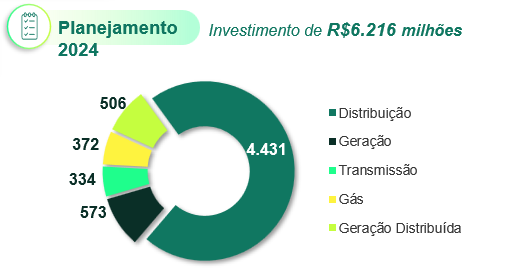 Planejamento
2024
Investimento de R$6.216 milhões
506
372
334
573
4.431
Distribuição
Geração
Transmissão
Gás
Geração Distribuída